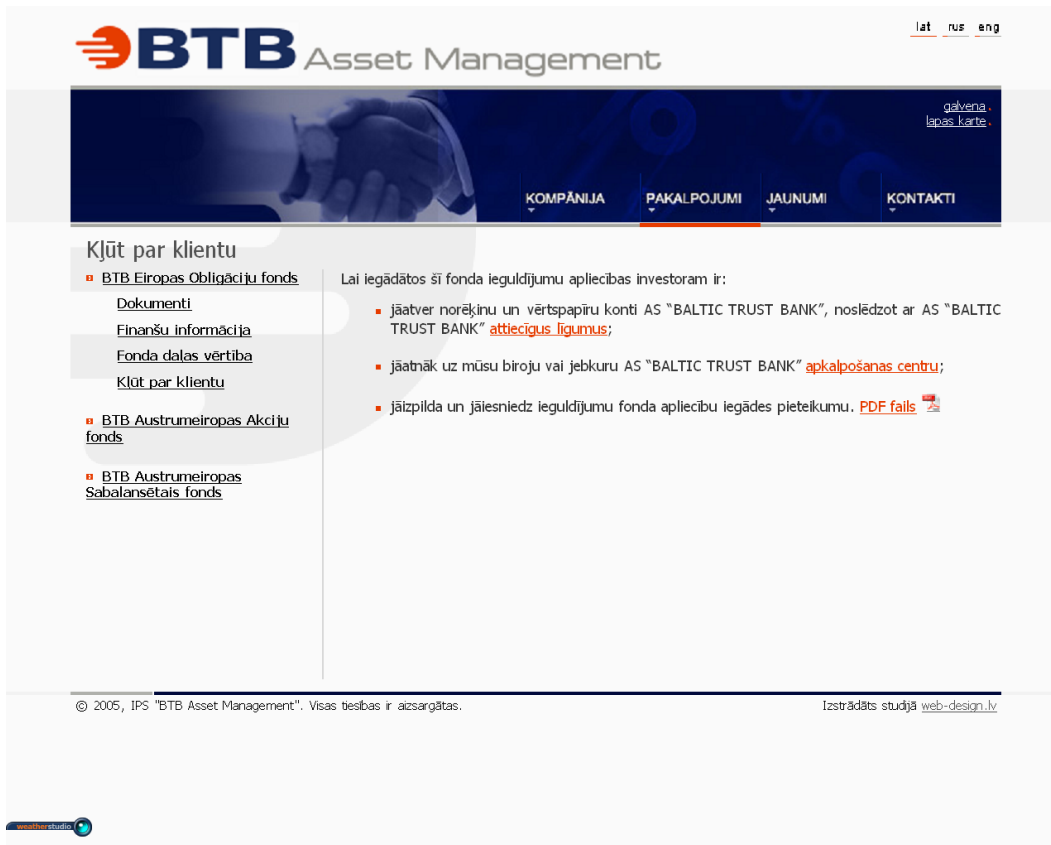 BTB Asset Management
lat rus eng
galvena.
lapas karte.
KOMPĀNIJA PAKALPOJUMI JAUNUMI KONTAKTI
Kļūt par klientu
BTB Eiropas Obligāciju fonds
Dokumenti
Finanšu informācija
Fonda daļas vērtība
Kļūt par klientu
BTB Austrumeiropas Akciju
fonds
BTB Austrumeiropas
Sabalansētais fonds
Lai iegādātos šī fonda ieguldījumu apliecības investoram ir:
jāatver norēķinu un vērtspapīru konti AS “BALTIC TRUST BANK”, noslēdzot ar AS “BALTIC
TRUST BANK” attiecīgus līgumus;
jāatnāk uz mūsu biroju vai jebkuru AS “BALTIC TRUST BANK” apkalpošanas centru;
jāizpilda un jāiesniedz ieguldījumu fonda apliecību iegādes pieteikumu. PDF fails
© 2005, IPS "BTB Asset Management". Visas tiesības ir aizsargātas.
Izstrādāts studijā web-design.lv
weatherstudio